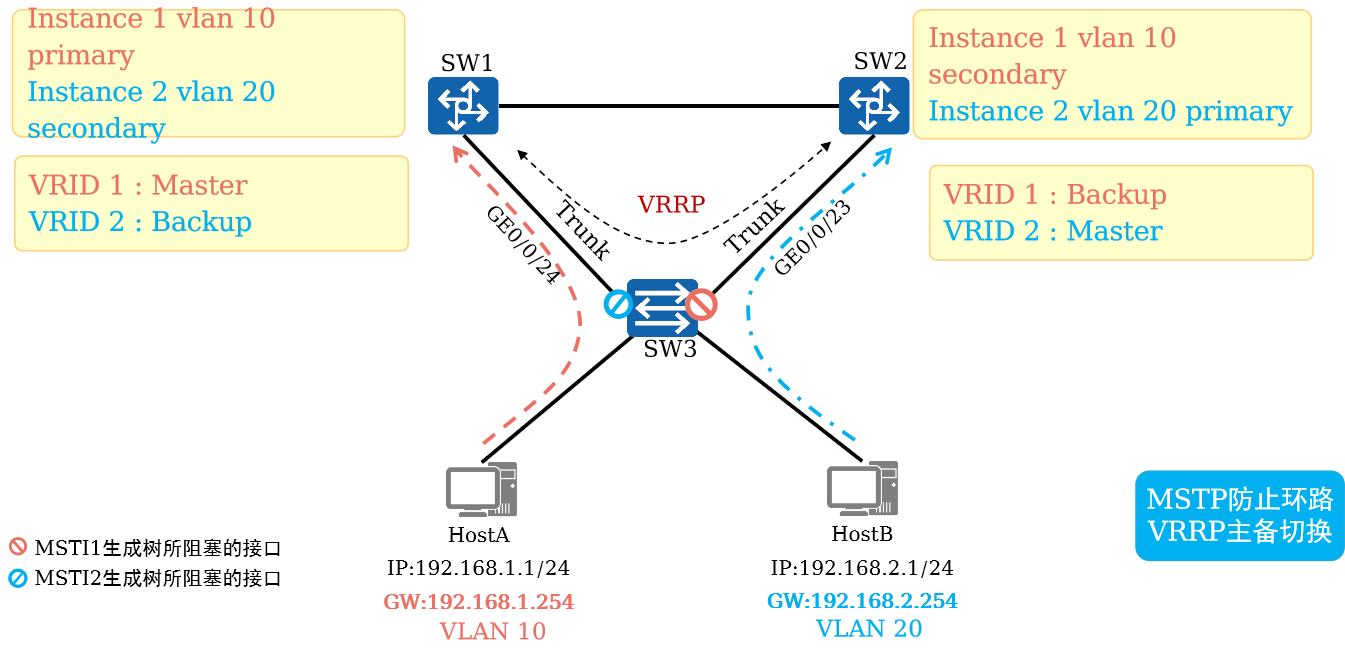 Instance 1 vlan 10
primary
Instance 2 vlan 20
secondary
VRID 1 : Master
VRID 2 : Backup
SW1
SW2
Instance 1 vlan 10
secondary
Instance 2 vlan 20 primary
VRID 1 : Backup
VRID 2 : Master
VRRP
Trunk
GE0/0/24
Trunk
GE0/0/23
SW3
HostA
IP:192.168.1.1/24
GW:192.168.1.254
VLAN 10
HostB
IP:192.168.2.1/24
GW:192.168.2.254
VLAN 20
MSTP防止环路
VRRP主备切换
MSTI1生成树所阻塞的接口
MSTI2生成树所阻塞的接口